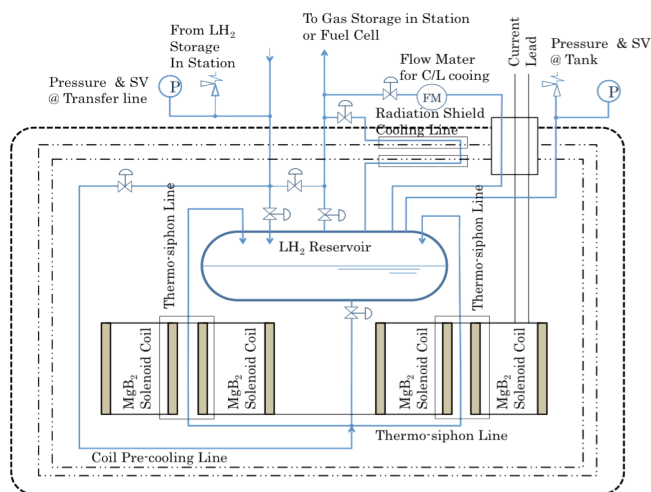 From LH2
Storage
In Station
To Gas Storage in Station
or Fuel Cell
Flow Mater
for C/L cooing
FM
Current
Lead
Pressure & SV
@ Tank
P
Pressure & SV
@ Transfer line
P
Radiation Shield
Cooling Line
Thermo-siphon Line
LH2 Reservoir
Thermo-siphon Line
MgB2
Solenoid Coil
MgB2
Solenoid Coil
MgB2
Solenoid Coil
MgB2
Solenoid Coil
Thermo-siphon Line
Coil Pre-cooling Line